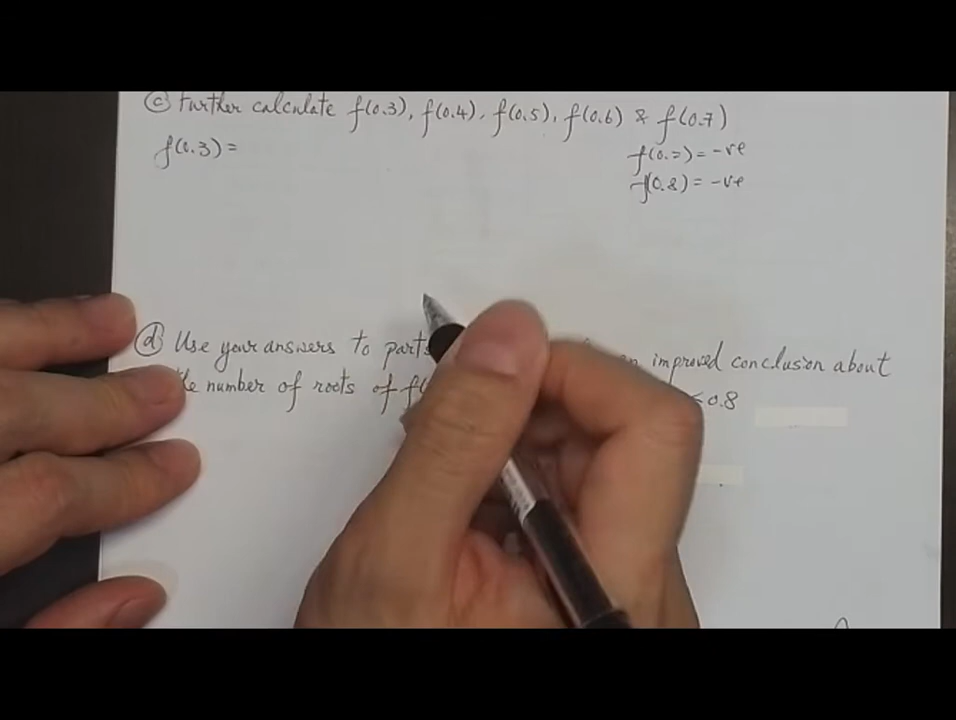 (c) Further calculate f(0.3), f(0.4), f(0.5), f(0.6) & f(0.7)
f(0.3) =
f(0.2) = -ve
f(0.8) = -ve
(d) Use your answers to parts improved conclusion about
number of roots of <0.8